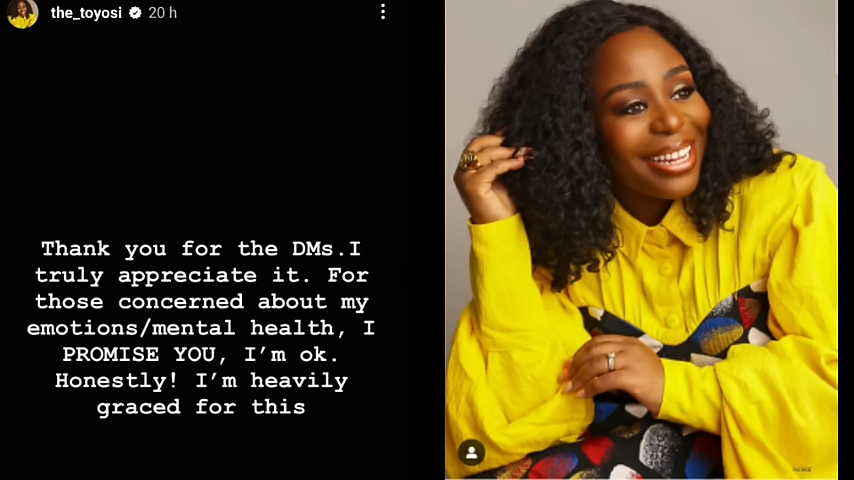 the_toyosi 20 h
Thank you for the DMs.I
truly appreciate it. For
those concerned about my
emotions/mental health, I
PROMISE YOU, I’m ok.
Honestly! I’m heavily
graced for this